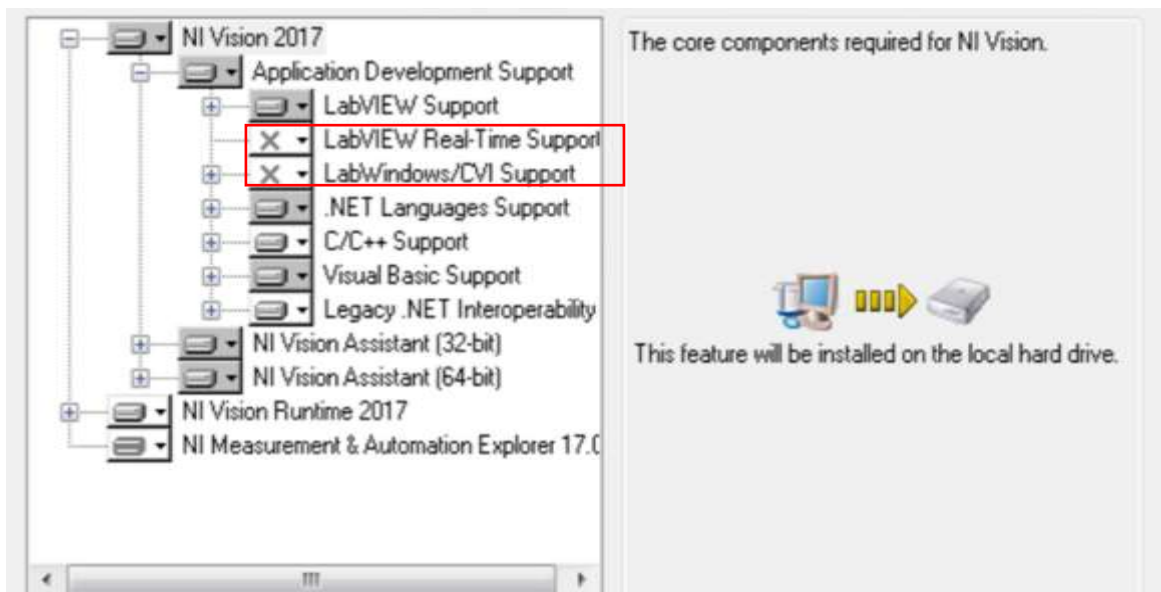 NI Vision 2017
Application Development Support
LabVIEW Support
LabVIEW Real-Time Support
LabWindows/CVI Support
.NET Languages Support
C/C++ Support
Visual Basic Support
Legacy .NET Interoperability
NI Vision Assistant (32-bit)
NI Vision Assistant (64-bit)
NI Vision Runtime 2017
NI Measurement & Automation Explorer 17.0
The core components required for NI Vision.
This feature will be installed on the local hard drive.